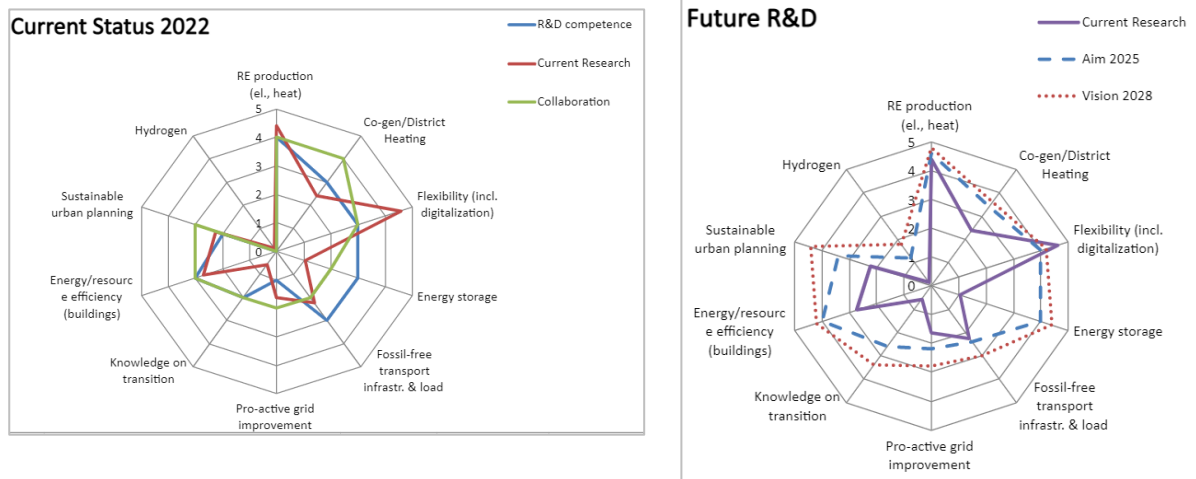 Current Status 2022
R&D competence
Current Research
Collaboration
RE production
(el., heat)
Co-gen/District
Heating
Flexibility (incl.
digitalization)
Energy storage
Fossil-free
transport
infrastr. & load
Pro-active grid
improvement
Knowledge on
transition
Energy/resourc
e efficiency
(buildings)
Sustainable
urban planning
Hydrogen
5
4
3
2
1
0
Future R&D
Current Research
Aim 2025
Vision 2028
RE production
(el., heat)
Co-gen/District
Heating
Flexibility (incl.
digitalization)
Energy storage
Fossil-free
transport
infrastr. & load
Pro-active grid
improvement
Knowledge on
transition
Energy/resourc
e efficiency
(buildings)
Sustainable
urban planning
Hydrogen
5
4
3
2
1
0